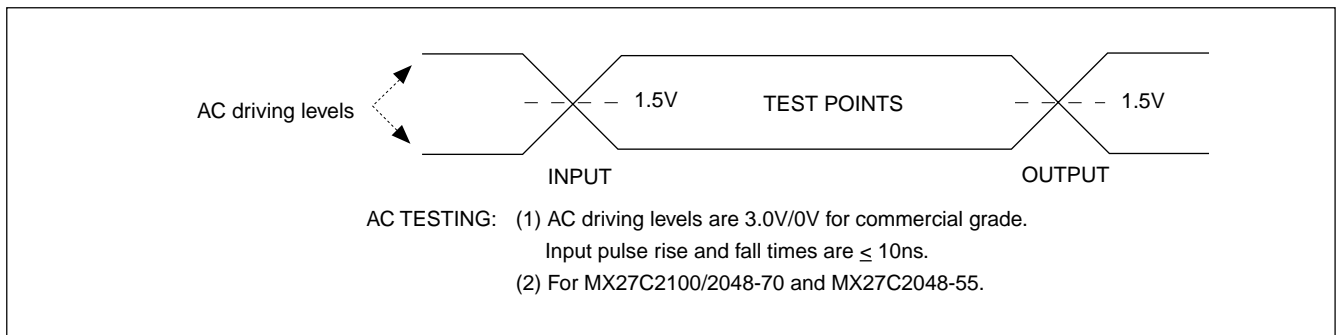 AC driving levels
1.5V
TEST POINTS
1.5V
INPUT
OUTPUT
AC TESTING: (1) AC driving levels are 3.0V/0V for commercial grade.
Input pulse rise and fall times are ≤ 10ns.
(2) For MX27C2100/2048-70 and MX27C2048-55.